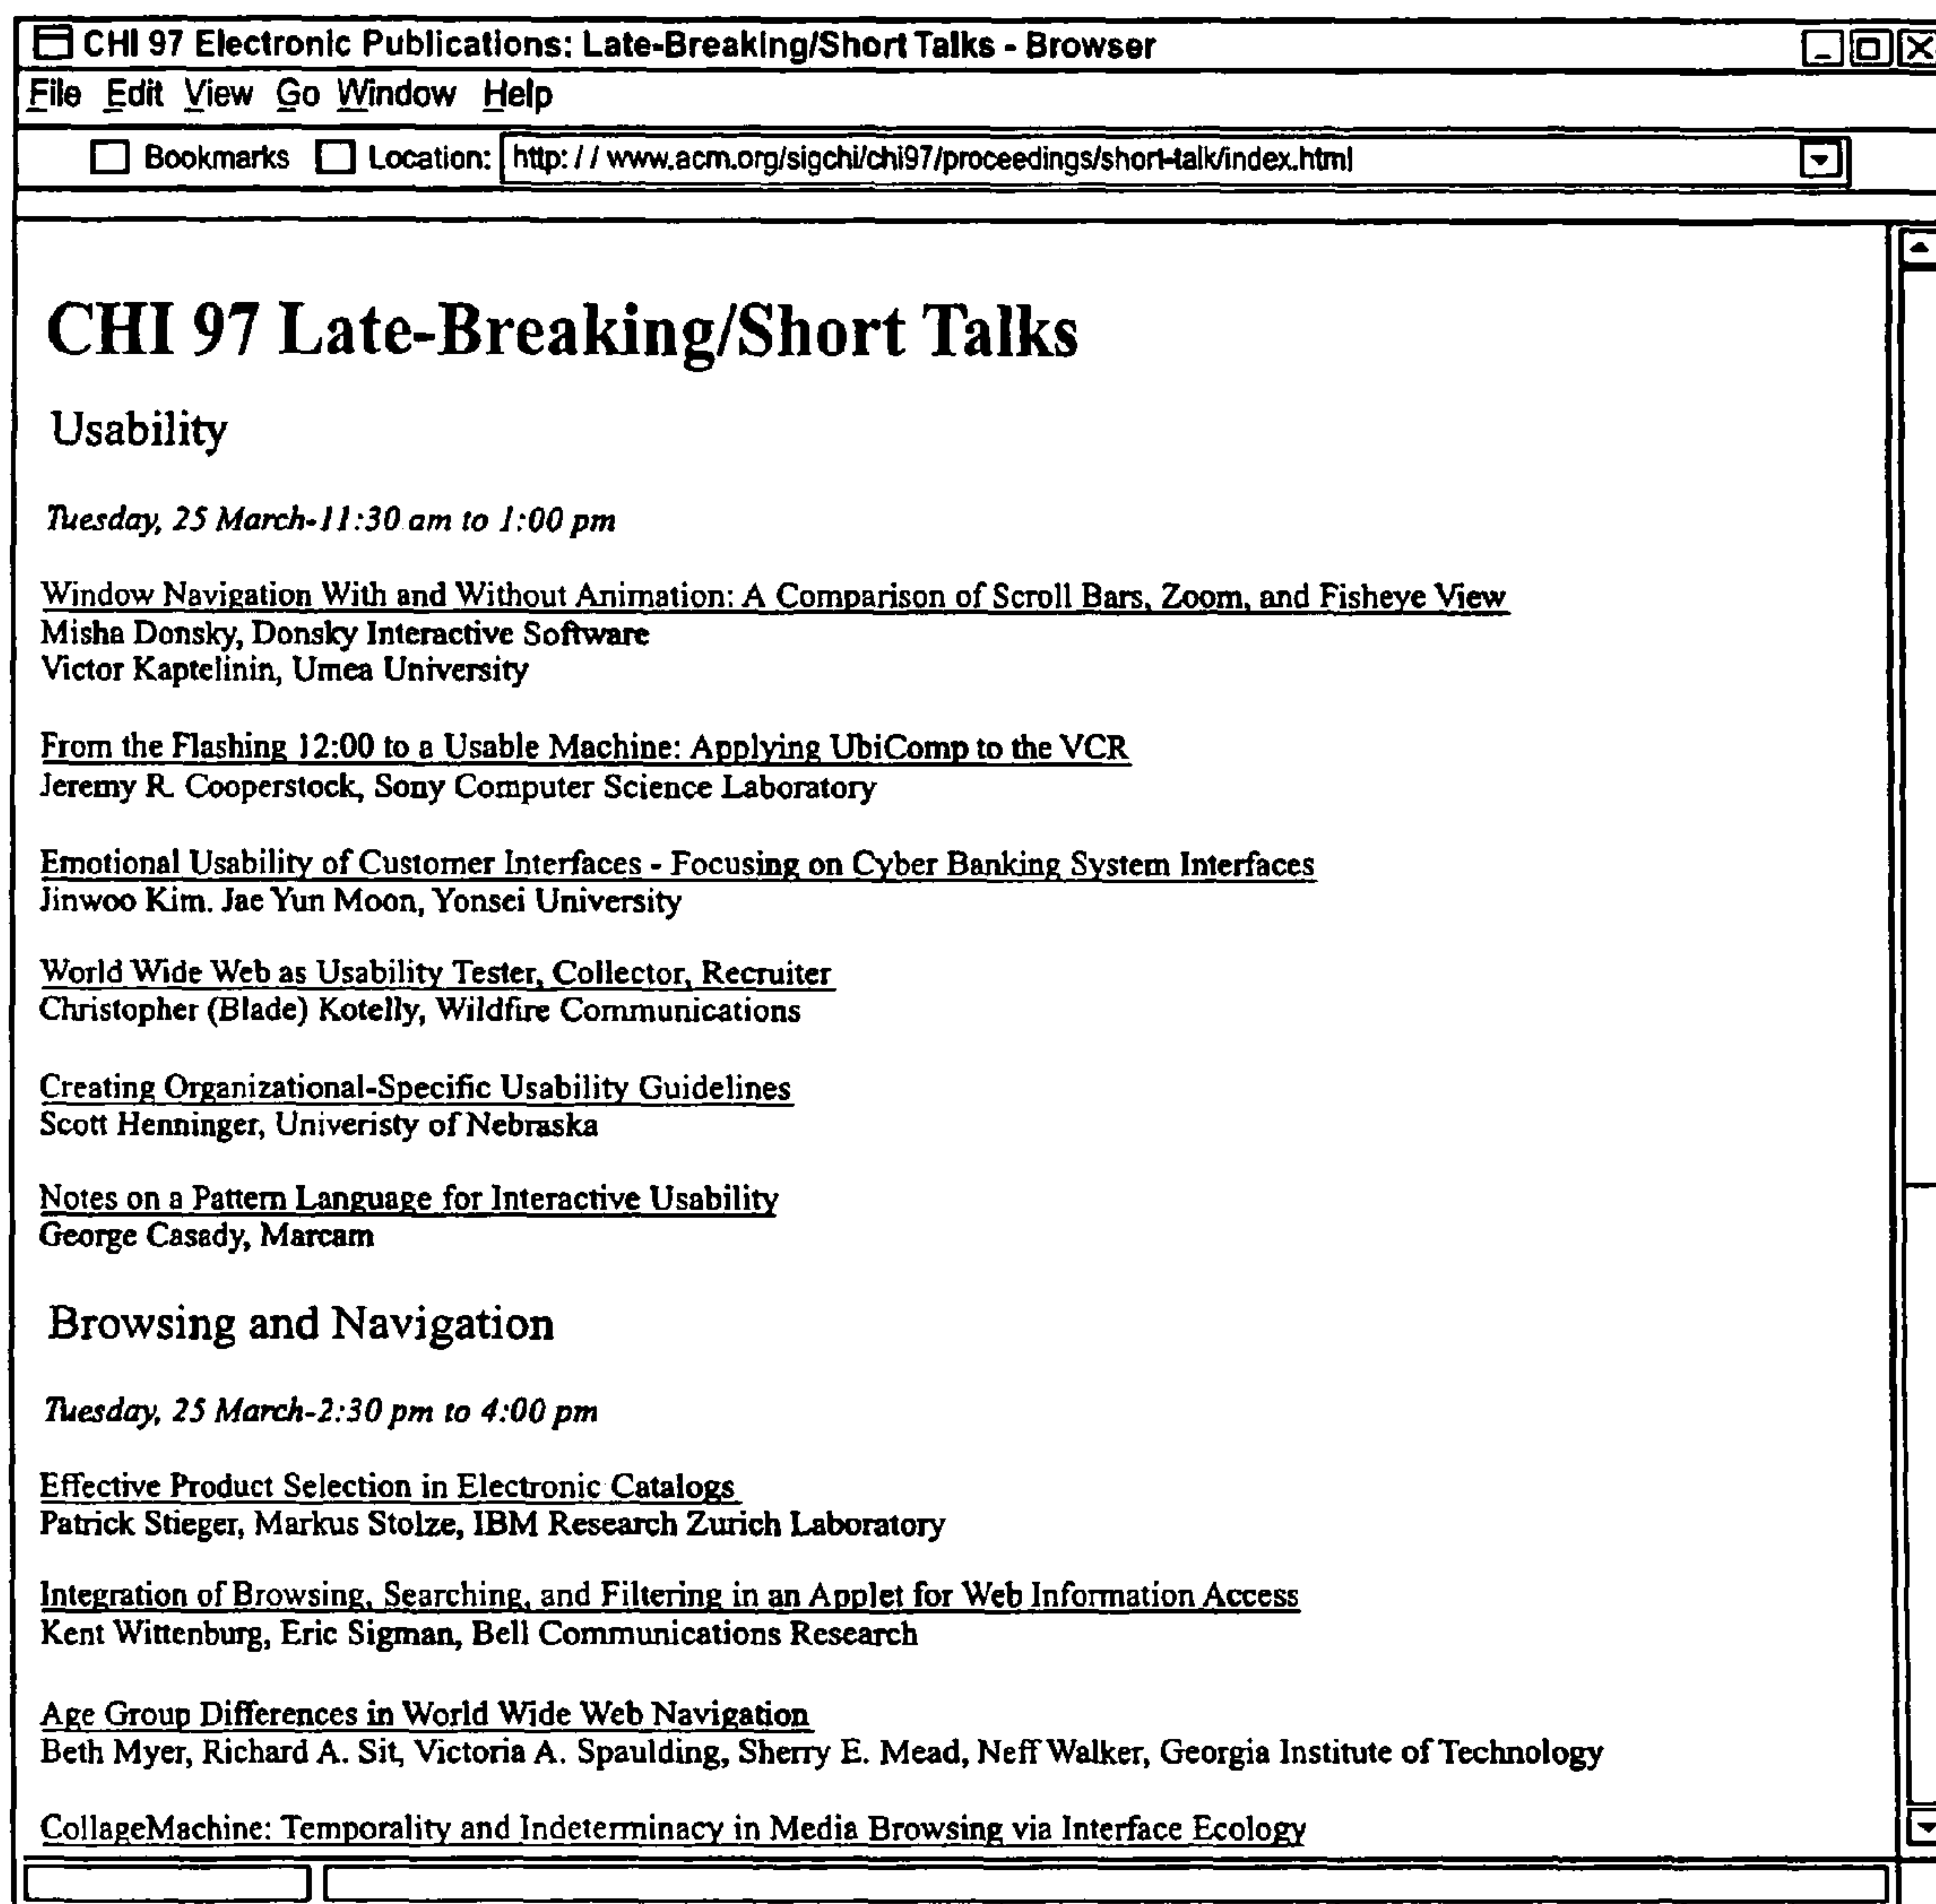 CHI 97 Electronic Publications: Late-Breaking/Short Talks - Browser
File Edit View Go Window Help
Bookmarks Location: http: / / www.acm.org/sigchi/chi97/proceedings/short-talk/index.html
CHI 97 Late-Breaking/Short Talks
Usability
Tuesday, 25 March-11:30 am to 1:00 pm
Window Navigation With and Without Animation: A Comparison of Scroll Bars, Zoom, and Fisheye View
Misha Donsky, Donsky Interactive Software
Victor Kaptelinin, Umea University
From the Flashing 12:00 to a Usable Machine: Applying UbiComp to the VCR
Jeremy R. Cooperstock, Sony Computer Science Laboratory
Emotional Usability of Customer Interfaces - Focusing on Cyber Banking System Interfaces
Jinwoo Kim. Jae Yun Moon, Yonsei University
World Wide Web as Usability Tester, Collector, Recruiter
Christopher (Blade) Kotelly, Wildfire Communications
Creating Organizational-Specific Usability Guidelines
Scott Henninger, Univeristy of Nebraska
Notes on a Pattern Language for Interactive Usability
George Casady, Marcam
Browsing and Navigation
Tuesday, 25 March-2:30 pm to 4:00 pm
Effective Product Selection in Electronic Catalogs
Patrick Stieger, Markus Stolze, IBM Research Zurich Laboratory
Integration of Browsing, Searching, and Filtering in an Applet for Web Information Access
Kent Wittenburg, Eric Sigman, Bell Communications Research
Age Group Differences in World Wide Web Navigation
Beth Myer, Richard A. Sit, Victoria A. Spaulding, Sherry E. Mead, Neff Walker, Georgia Institute of Technology
CollageMachine: Temporality and Indeterminacy in Media Browsing via Interface Ecology